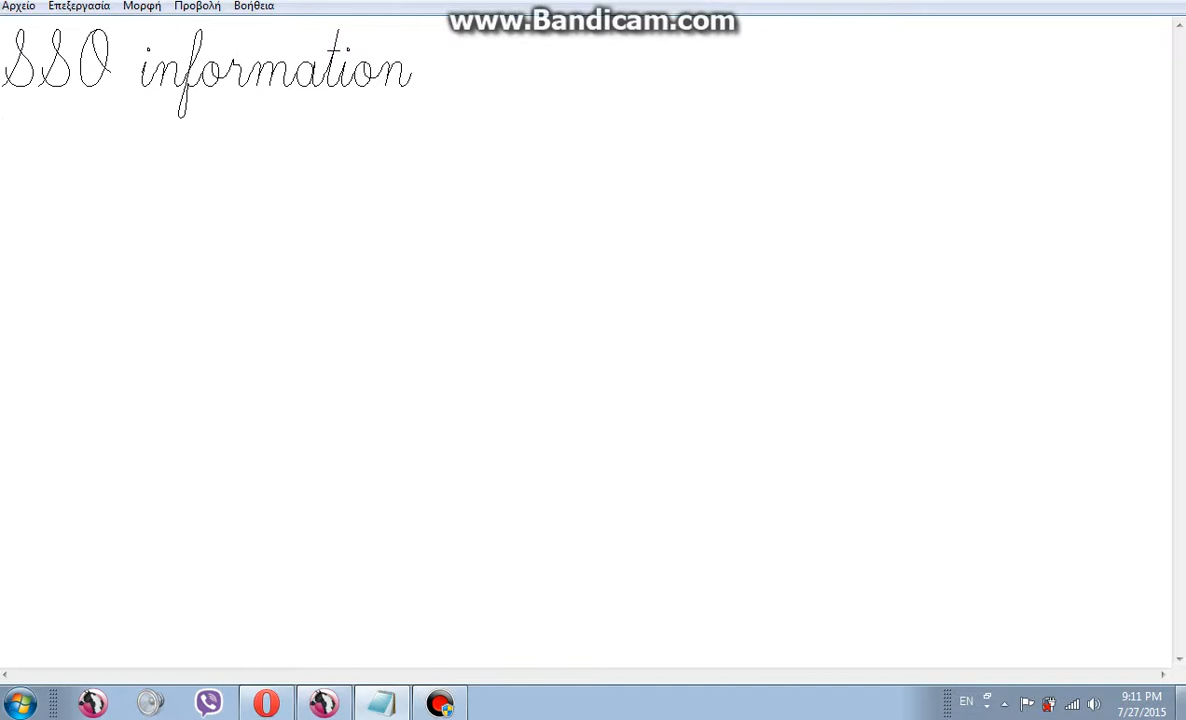 Αρχείο Επεξεργασία Μορφή Προβολή Βοήθεια
www.Bandicam.com
SSO information
EN
9:11 PM
7/27/2015